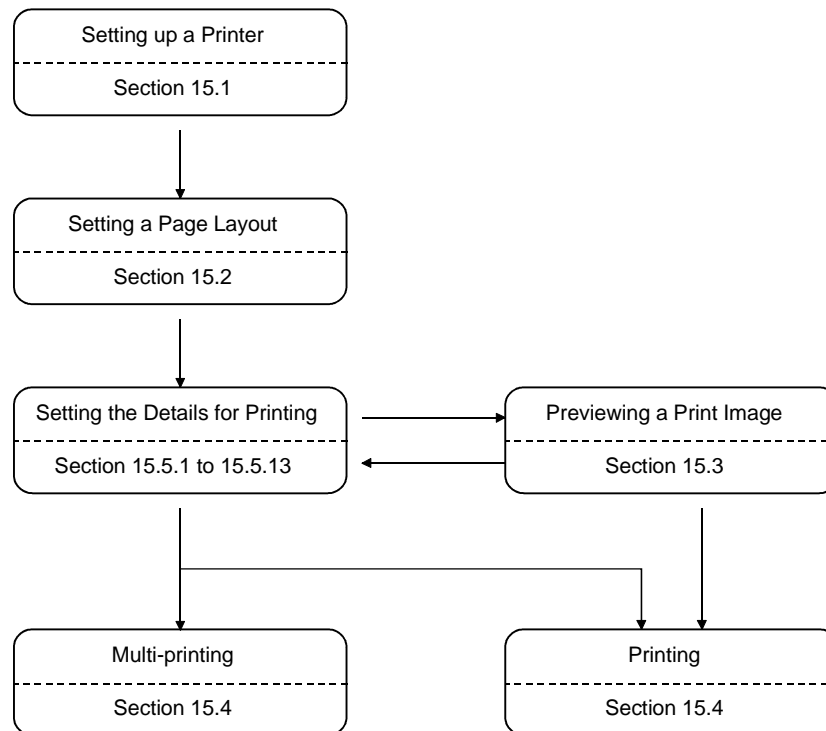 Setting up a Printer
Section 15.1
Setting a Page Layout
Section 15.2
Setting the Details for Printing
Section 15.5.1 to 15.5.13
Previewing a Print Image
Section 15.3
Multi-printing
Section 15.4
Printing
Section 15.4